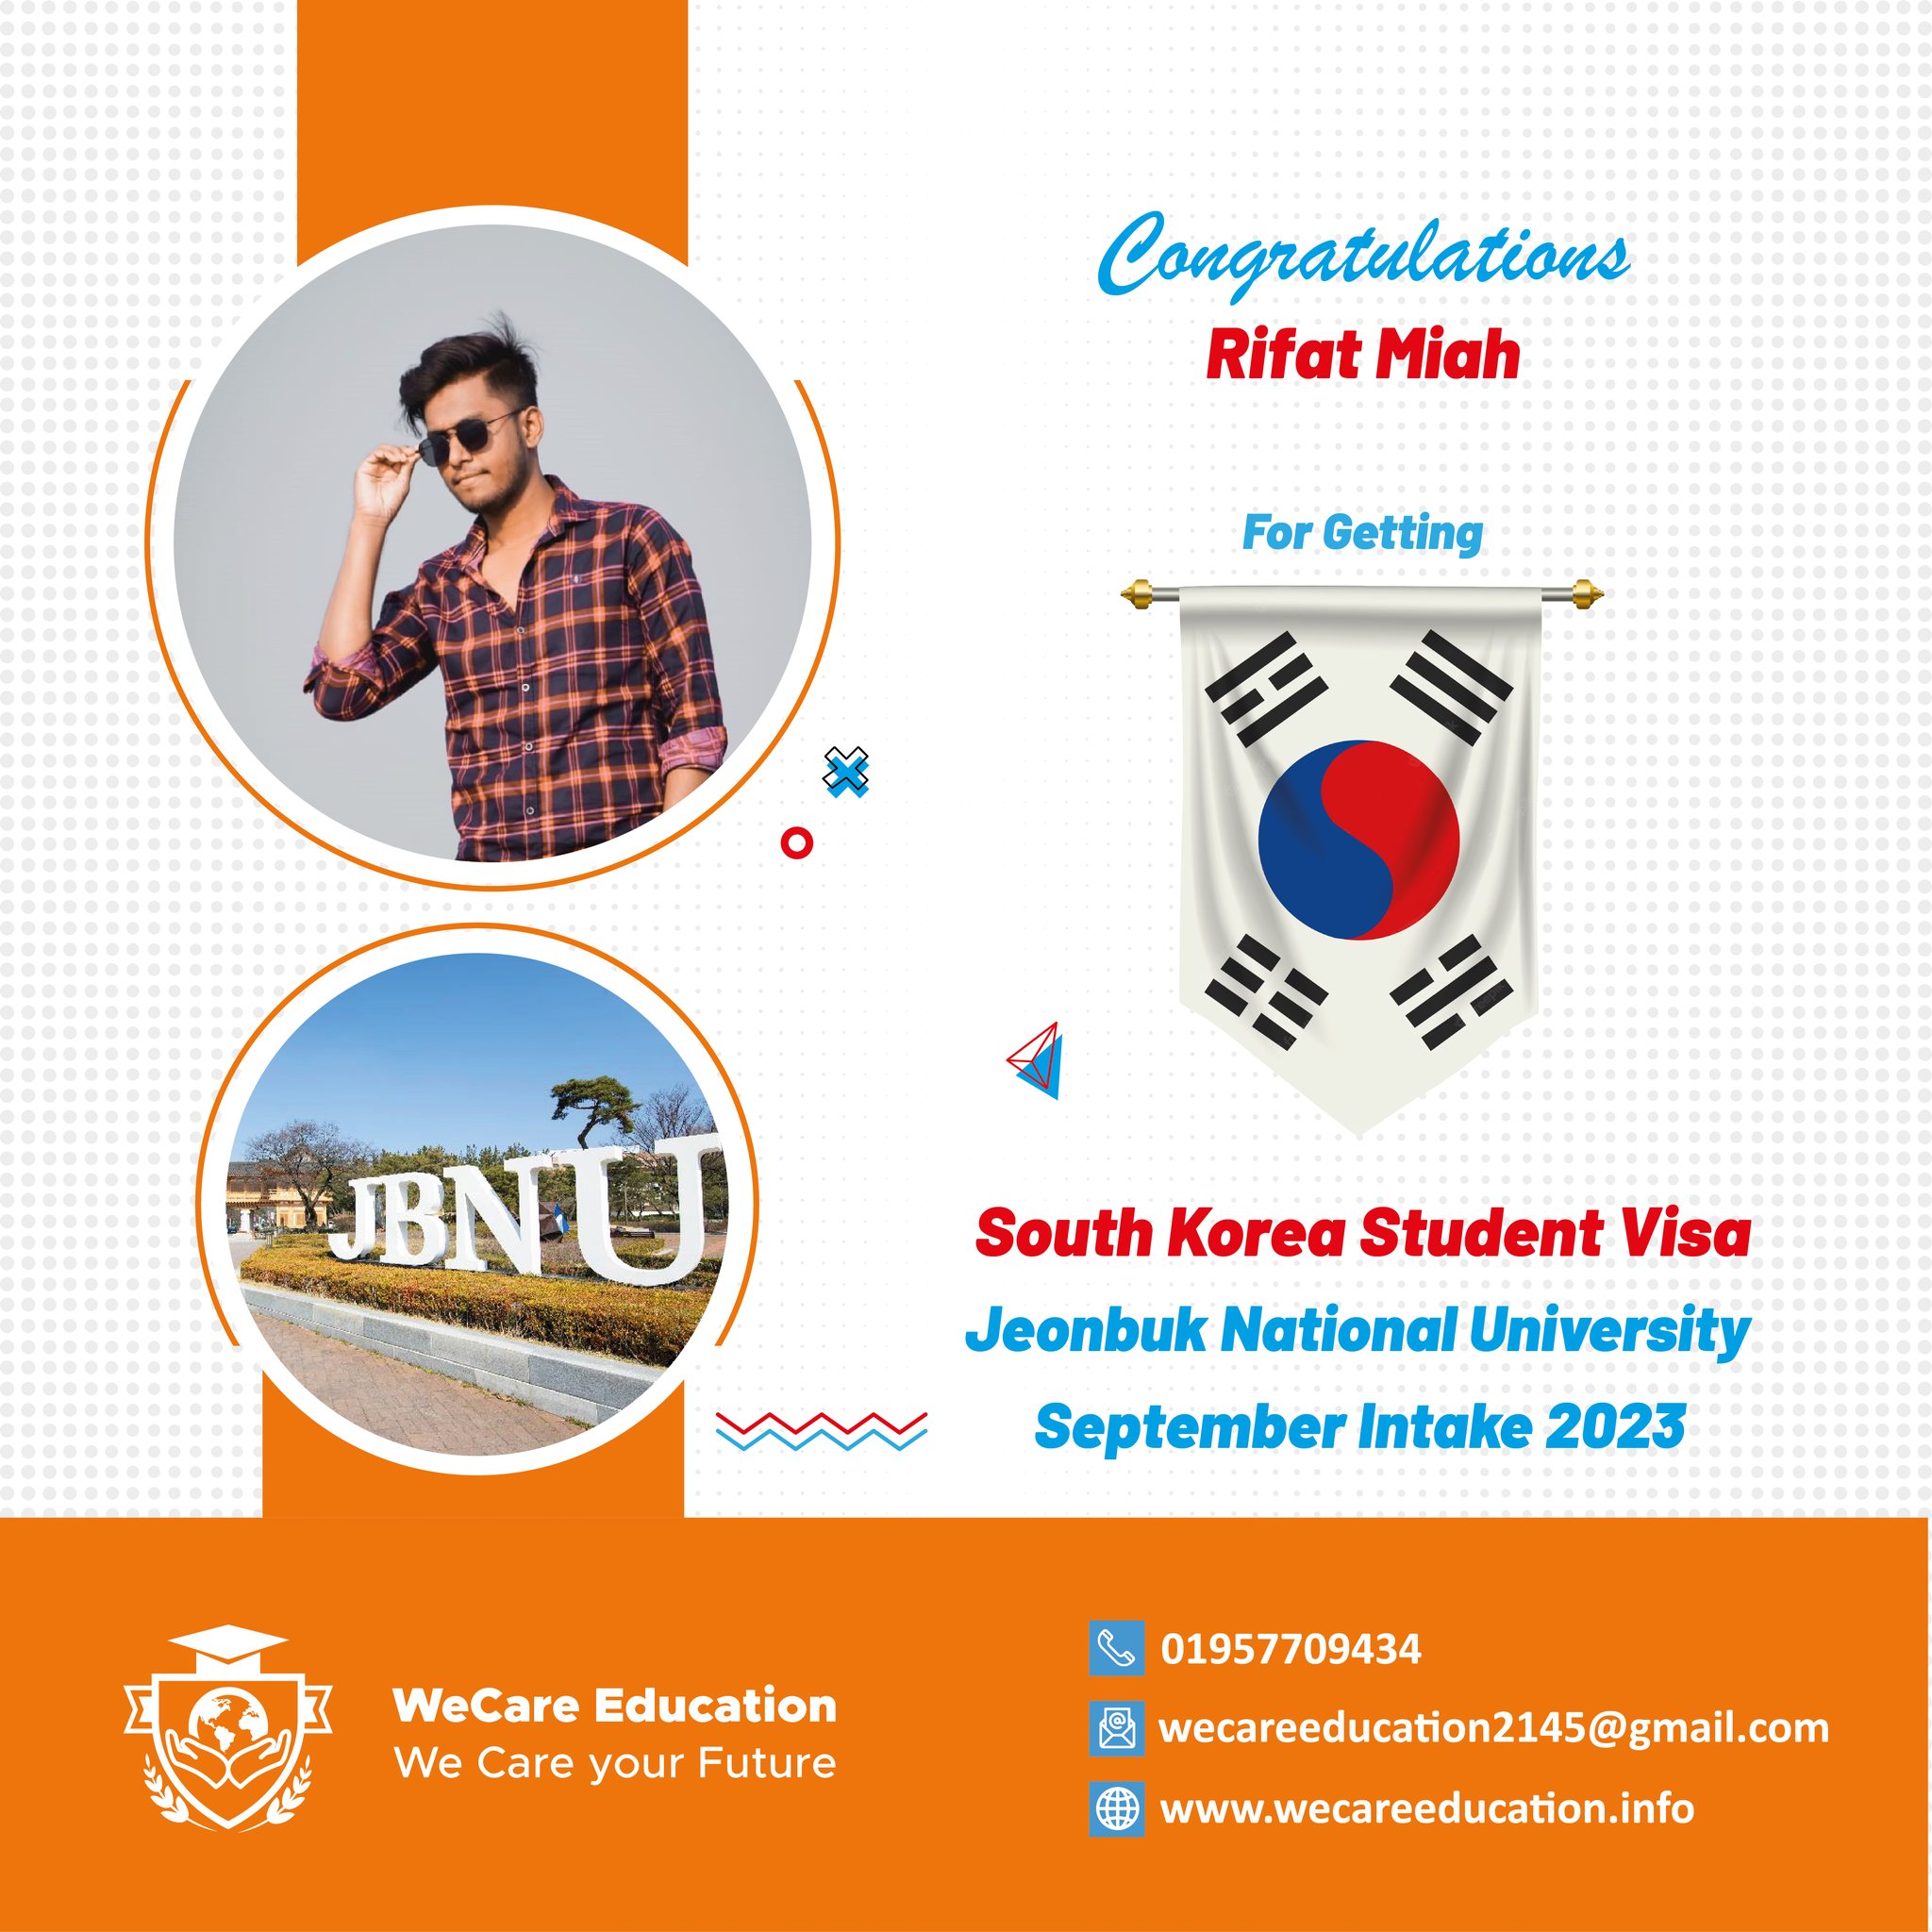 Congratulations
Rifat Miah
For Getting
JBNU
South Korea Student Visa
Jeonbuk National University
September Intake 2023
WeCare Education
We Care your Future
01957709434
wecareeducation2145@gmail.com
www.wecareeducation.info